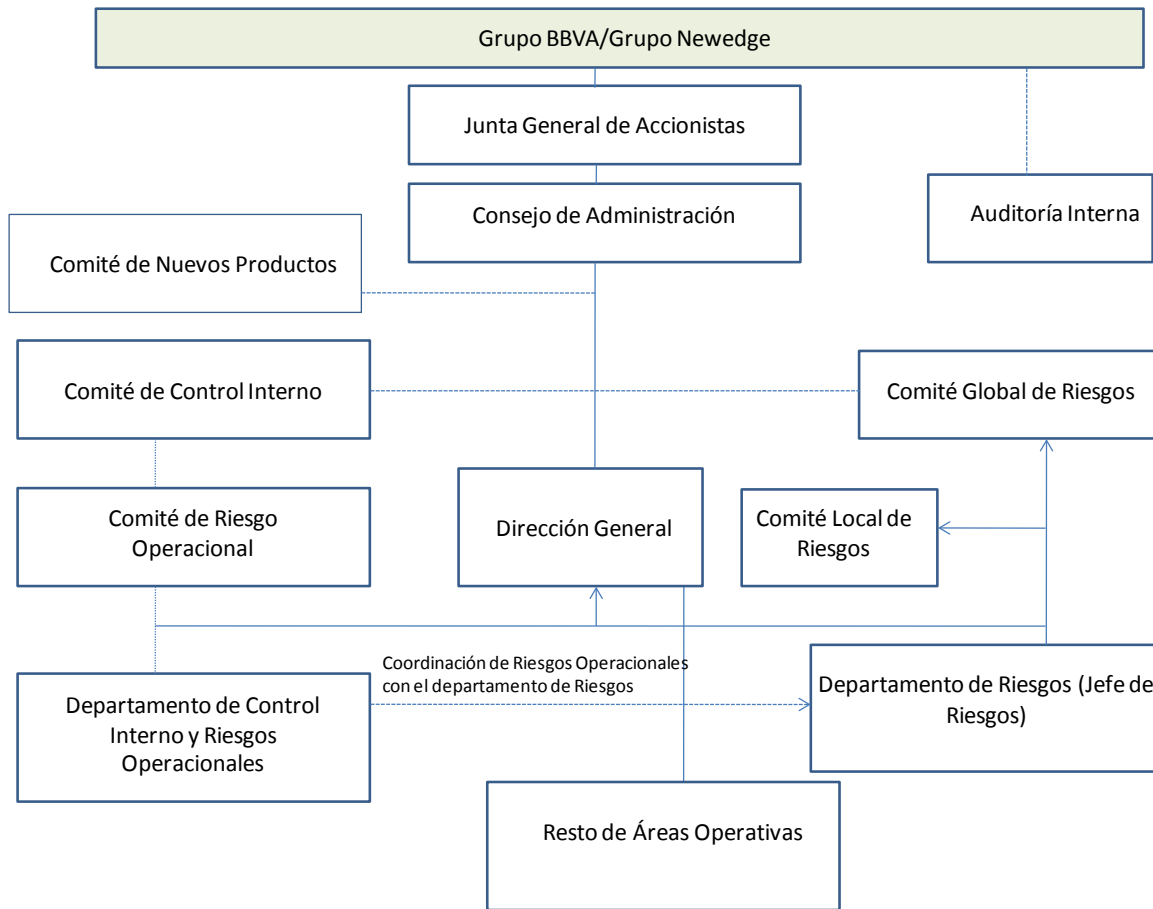 Grupo BBVA/Grupo Newedge
Junta General de Accionistas
Consejo de Administración
Auditoría Interna
Comité de Nuevos Productos
Comité de Control Interno
Comité Global de Riesgos
Comité de Riesgo
Operacional
Dirección General
Comité Local de
Riesgos
Coordinación de Riesgos Operacionales
con el departamento de Riesgos
Departamento de Control
Interno y Riesgos
Operacionales
Departamento de Riesgos (Jefe de
Riesgos)
Resto de Áreas Operativas